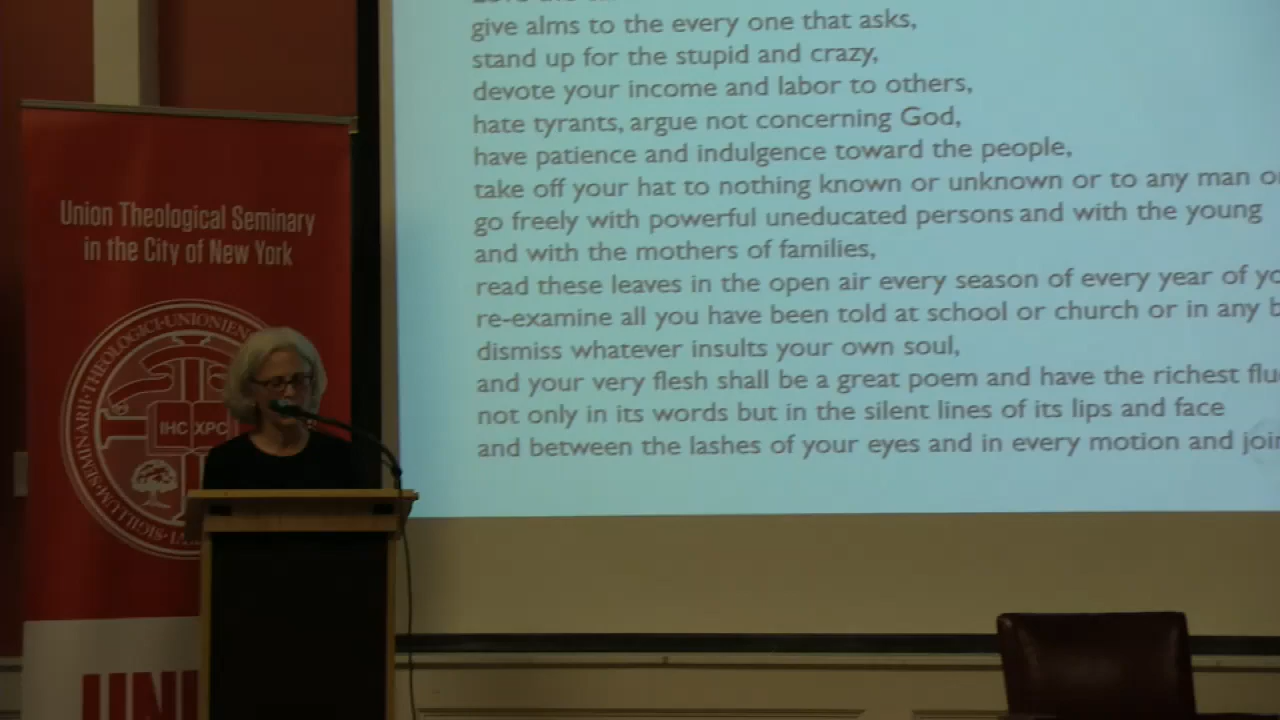 give alms to the every one that asks,
stand up for the stupid and crazy,
devote your income and labor to others,
hate tyrants, argue not concerning God,
have patience and indulgence toward the people,
take off your hat to nothing known or unknown or to any man or
go freely with powerful uneducated persons and with the young
and with the mothers of families,
read these leaves in the open air every season of every year of
re-examine all you have been told at school or church or in any
dismiss whatever insults your own soul,
and your very flesh shall be a great poem and have the richest
not only in its words but in the silent lines of its lips and face
and between the lashes of your eyes and in every motion and
Union Theological Seminary
in the City of New York
SEMINARII·THEOLOGICI·UNIONIEN
SIGILLUM
IHC XPC
UNI